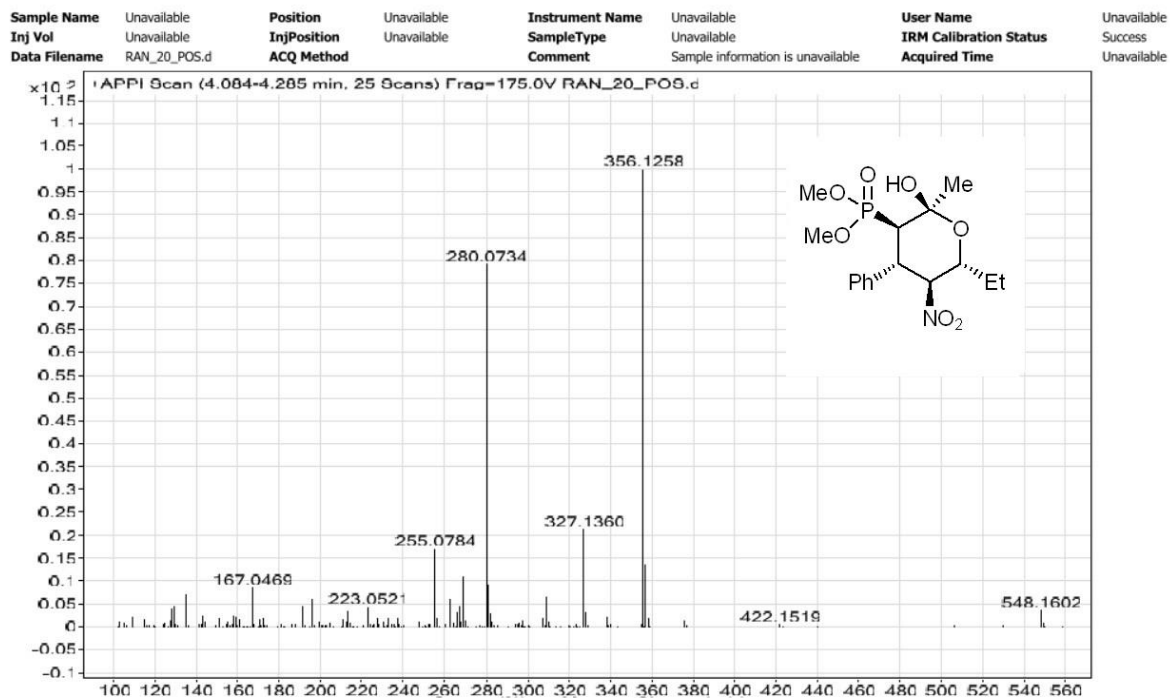 Sample Name Unavailable Position Unavailable Instrument Name Unavailable User Name Unavailable
Inj Vol Unavailable InjPosition Unavailable SampleType Unavailable IRM Calibration Status Success
Data Filename RAN_20_POS.d ACQ Method Comment Sample information is unavailable Acquired Time Unavailable
x10 2 +APPI Scan (4.084-4.285 min, 25 Scans) Frag=175.0V RAN_20_POS.d
1.15
1.1
1.05
1 356.1258
0.95
0.9
0.85
0.8 280.0734
0.75
0.7
0.65
0.6
0.55
0.5
0.45
0.4
0.35
0.3
0.25
0.2 327.1360
0.15 255.0784
0.1 167.0469
0.05 223.0521 548.1602
0 422.1519
-0.05
-0.1
100 120 140 160 180 200 220 240 260 280 300 320 340 360 380 400 420 440 460 480 500 520 540 560
O HO Me
MeO P
MeO O
Ph Et
NO2